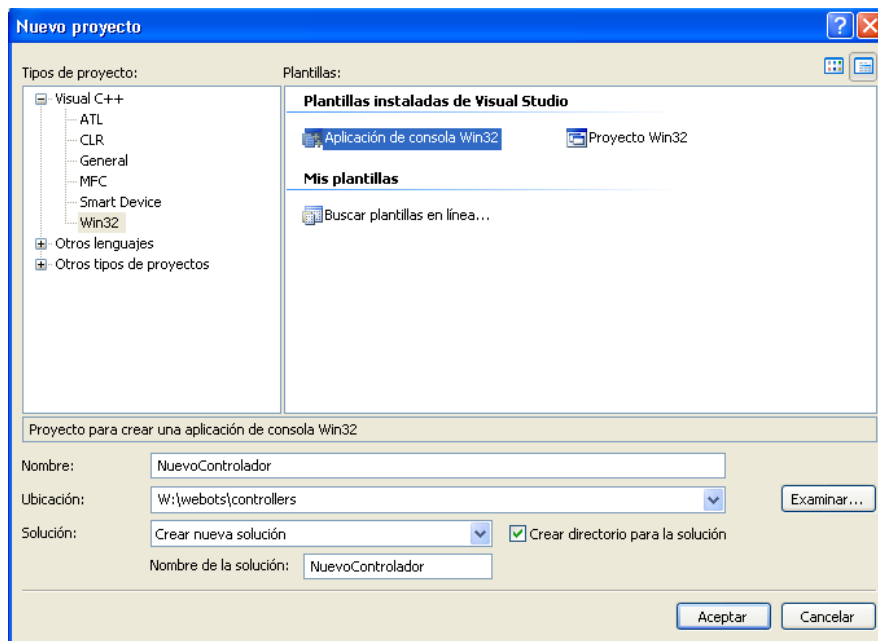 Nuevo proyecto
Tipos de proyecto:
Plantillas:
Visual C++
ATL
CLR
General
MFC
Smart Device
Win32
Otros lenguajes
Otros tipos de proyectos
Plantillas instaladas de Visual Studio
Aplicación de consola Win32
Proyecto Win32
Mis plantillas
Buscar plantillas en línea...
Proyecto para crear una aplicación de consola Win32
Nombre:
NuevoControlador
Ubicación:
W:\webots\controllers
Examinar...
Solución:
Crear nueva solución
Crear directorio para la solución
Nombre de la solución:
NuevoControlador
Aceptar
Cancelar